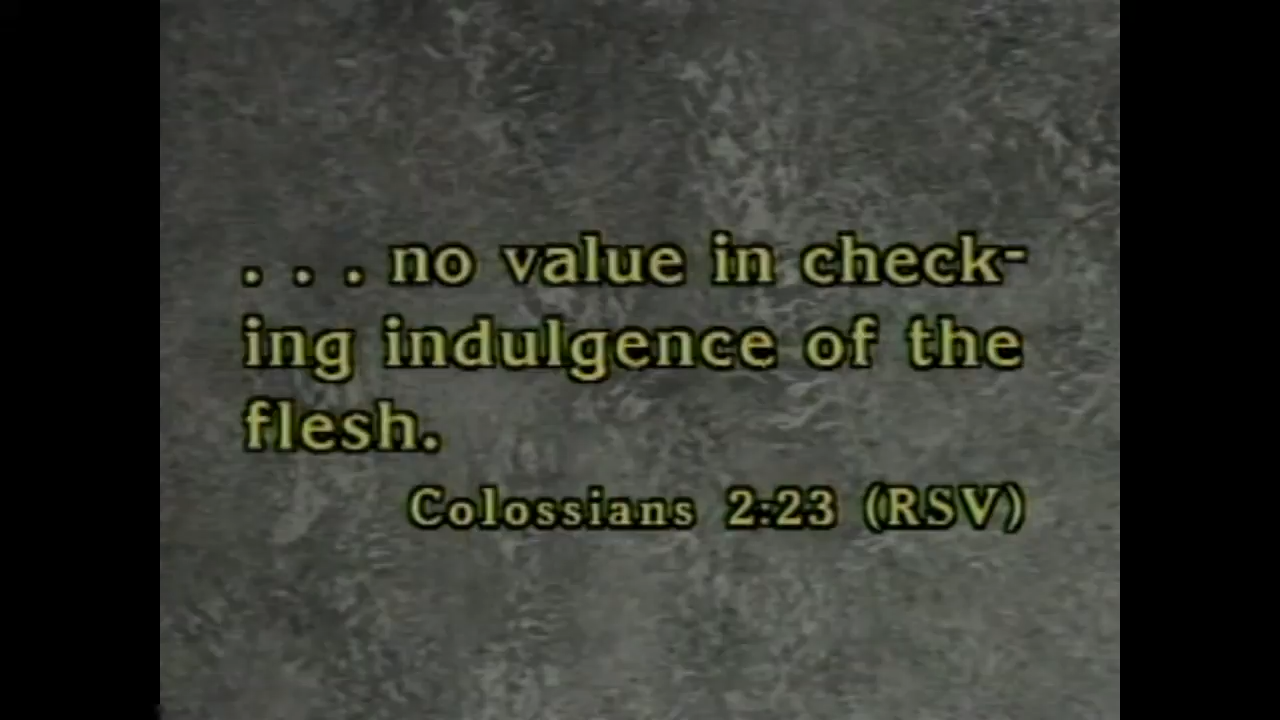 . . . no value in check-
ing indulgence of the
flesh.
Colossians 2:23 (RSV)